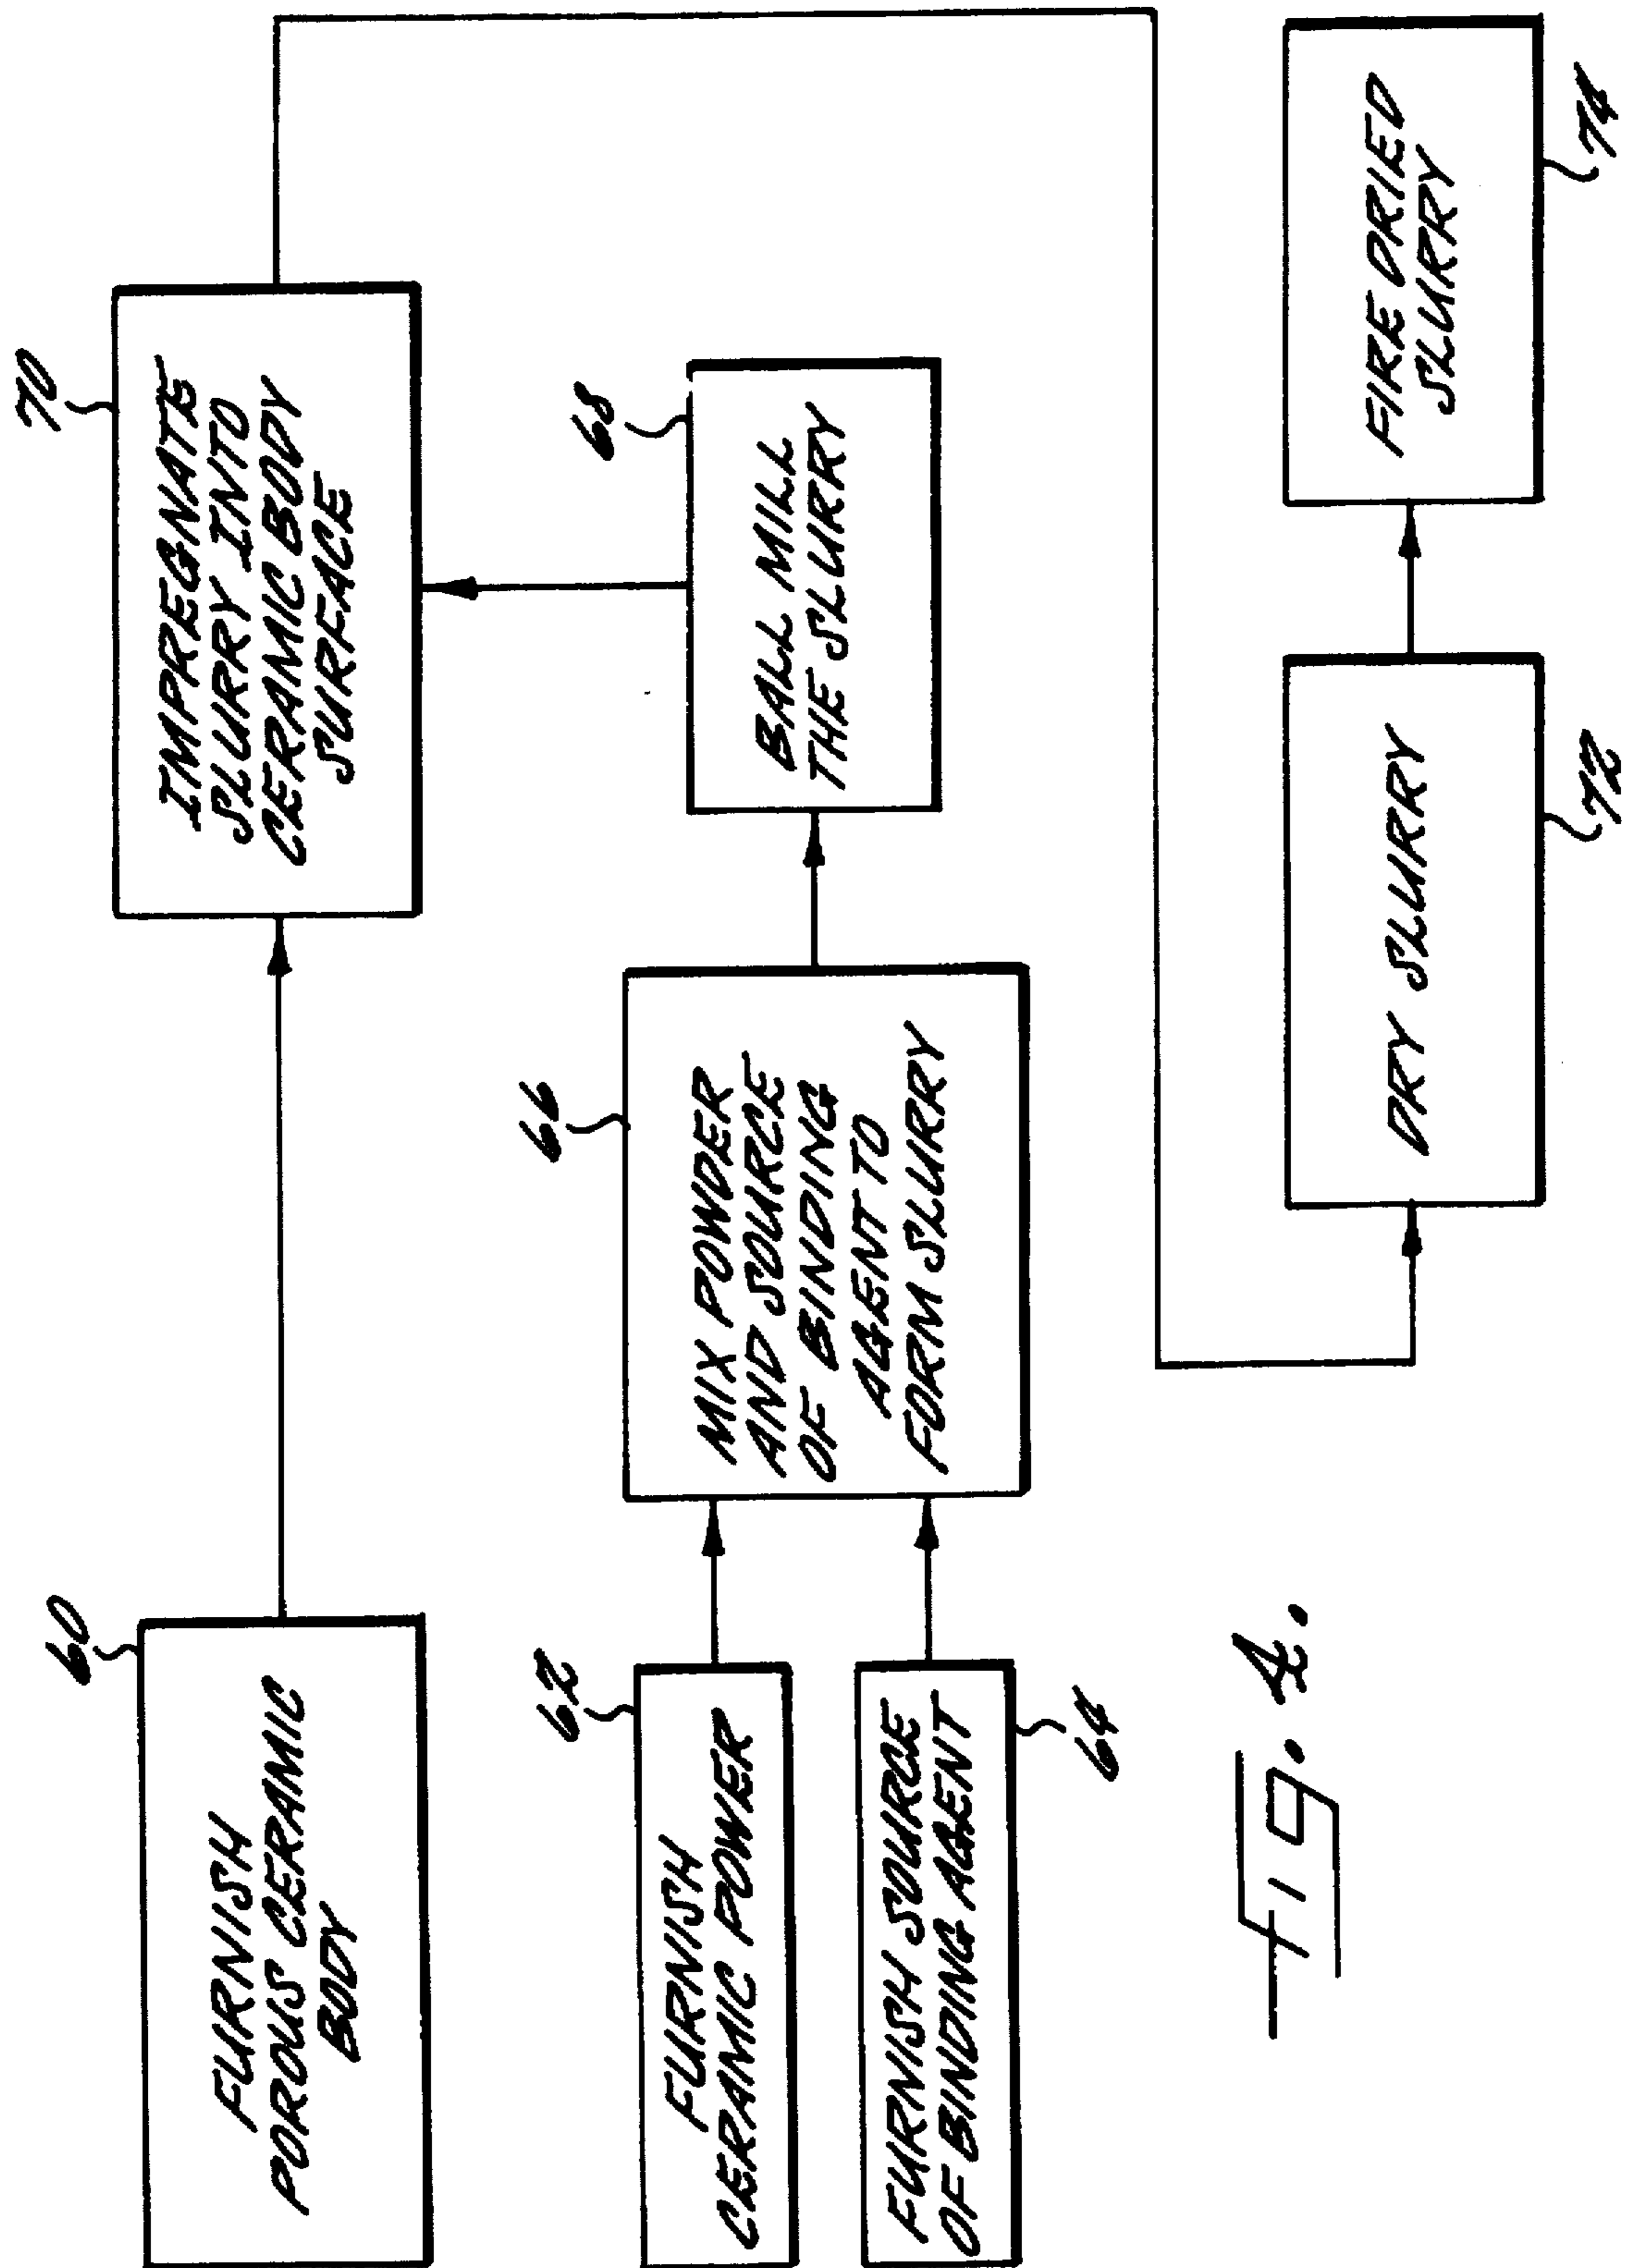 60
FURNISH
POROUS CERAMIC
BODY
70
IMPREGNATE
SLURRY INTO
CERAMIC BODY
SURFACE
62
FURNISH
CERAMIC POWER
FURNISH SOURCE
OF BINDING AGENT
64
66
MIX POWDER
AND SOURCE
OF BINDING
AGENT TO
FORM SLURRY
68
BALL MILL
THE SLURRY
DRY SLURRY
72
FIRE DRIED
SLURRY
74
Fig. 4.